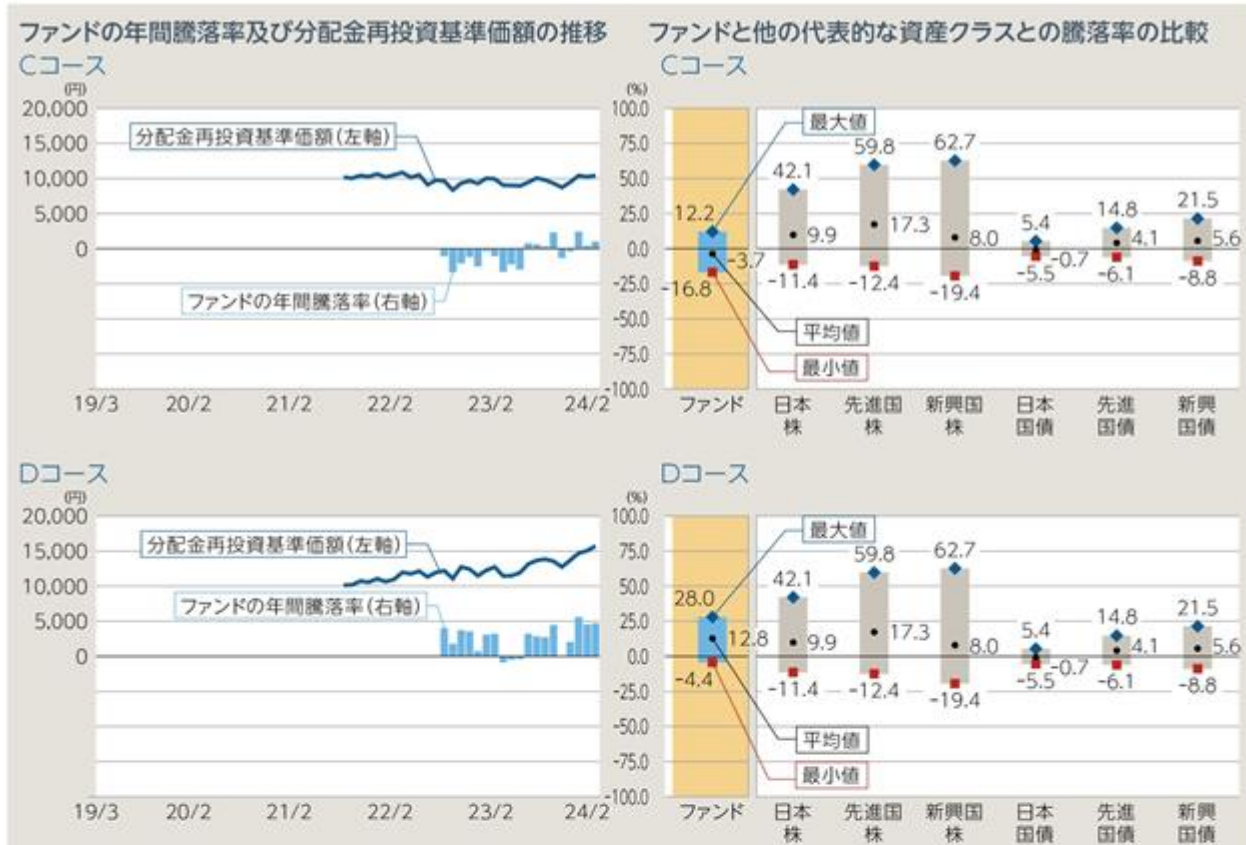 ファンドの年間騰落率及び分配金再投資基準価額の推移
Cコース
(円)
20,000
15,000
10,000
5,000
0
分配金再投資基準価額(左軸)
ファンドの年間騰落率(右軸)
19/3 20/2 21/2 22/2 23/2 24/2
ファンドと他の代表的な資産クラスとの騰落率の比較
Cコース
(%)
100.0
75.0
50.0
25.0
0.0
-25.0
-50.0
-75.0
-100.0
最大値
平均値
最小値
12.2 42.1 59.8 62.7 5.4 14.8 21.5
-3.7 9.9 17.3 8.0 -0.7 4.1 5.6
-16.8 -11.4 -12.4 -19.4 -5.5 -6.1 -8.8
ファンド 日本 先進国 新興国 日本 先進 新興
株 株 株 国債 国債 国債
Dコース
(円)
20,000
15,000
10,000
5,000
0
分配金再投資基準価額(左軸)
ファンドの年間騰落率(右軸)
19/3 20/2 21/2 22/2 23/2 24/2
Dコース
(%)
100.0
75.0
50.0
25.0
0.0
-25.0
-50.0
-75.0
-100.0
最大値
平均値
最小値
28.0 42.1 59.8 62.7 5.4 14.8 21.5
12.8 9.9 17.3 8.0 -0.7 4.1 5.6
-4.4 -11.4 -12.4 -19.4 -5.5 -6.1 -8.8
ファンド 日本 先進国 新興国 日本 先進 新興
株 株 株 国債 国債 国債